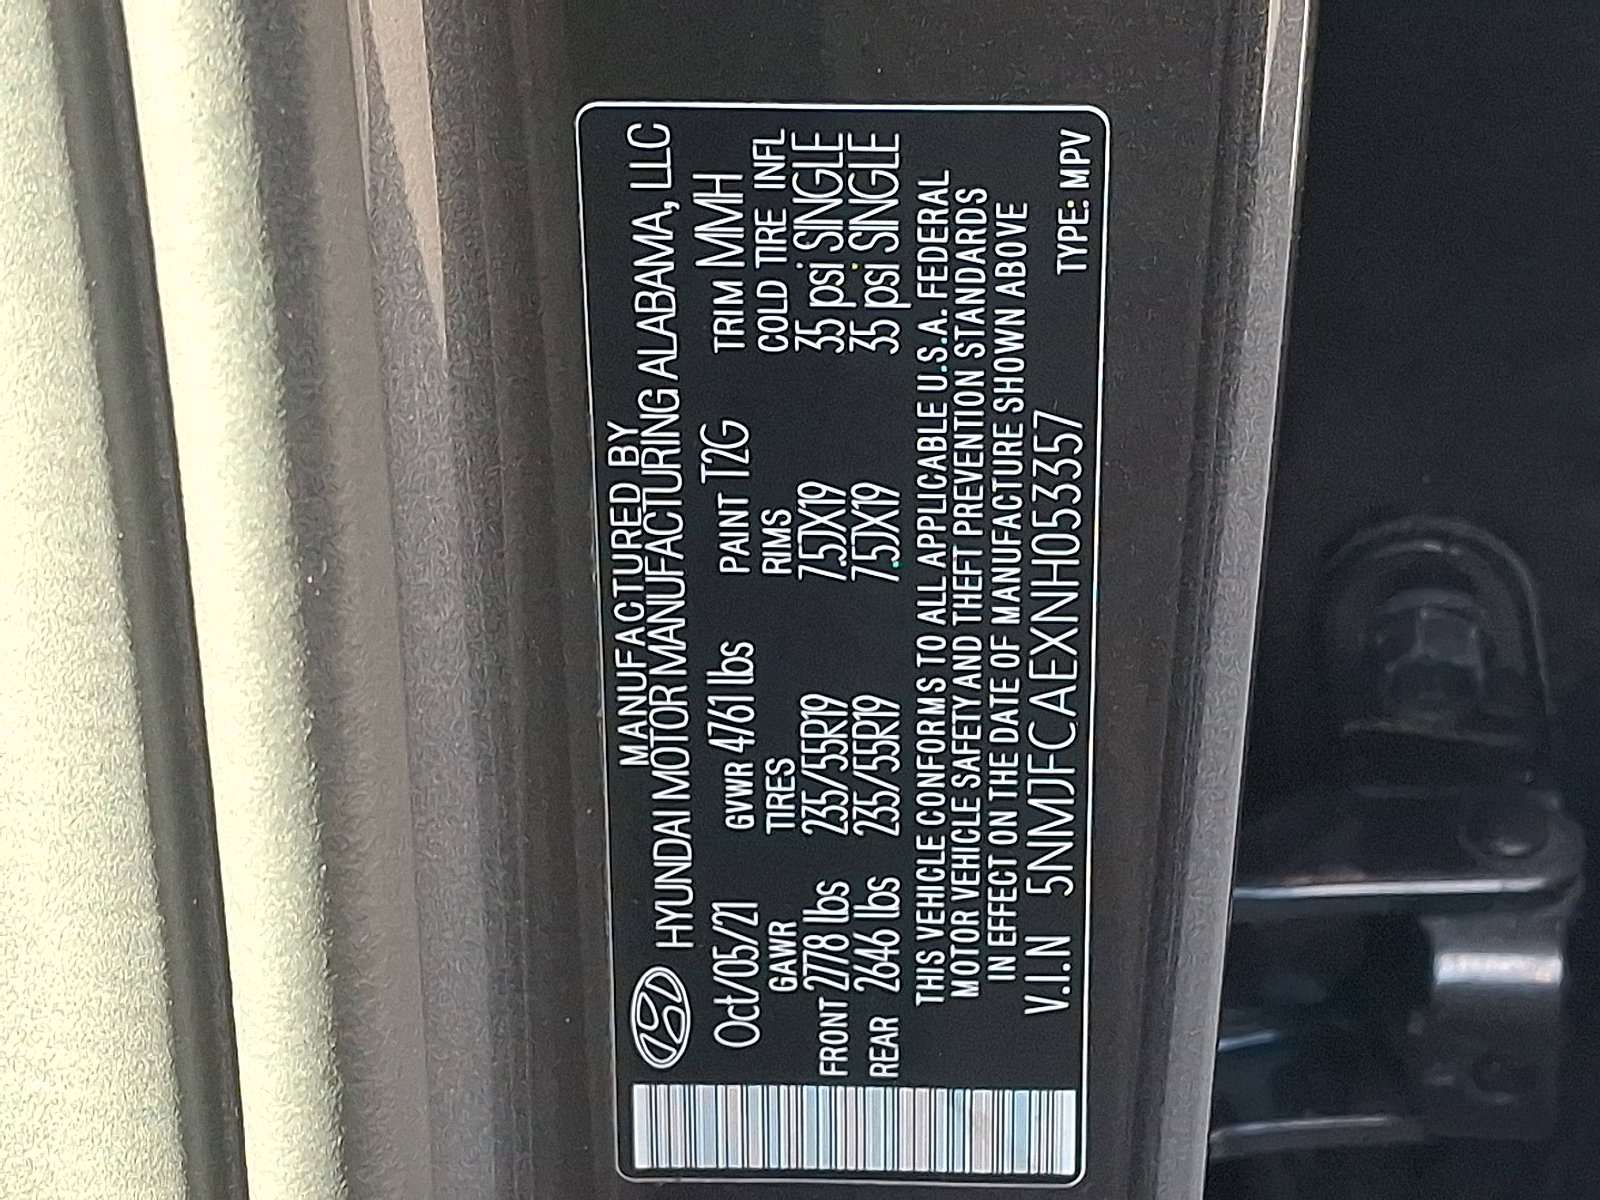 MANUFACTURED BY
HYUNDAI MOTOR MANUFACTURING ALABAMA, LLC
Oct/05/21 GVWR 4761 lbs PAINT T2G TRIM MMH
GAWR TIRES RIMS COLD TIRE INFL
FRONT 2778 lbs 235/55R19 7.5JX19 35 psi SINGLE
REAR 2646 lbs 235/55R19 7.5JX19 35 psi SINGLE
THIS VEHICLE CONFORMS TO ALL APPLICABLE U.S.A. FEDERAL
MOTOR VEHICLE SAFETY AND THEFT PREVENTION STANDARDS
IN EFFECT ON THE DATE OF MANUFACTURE SHOWN ABOVE
V.I.N 5NMJFCAEXNH053357 TYPE: MPV